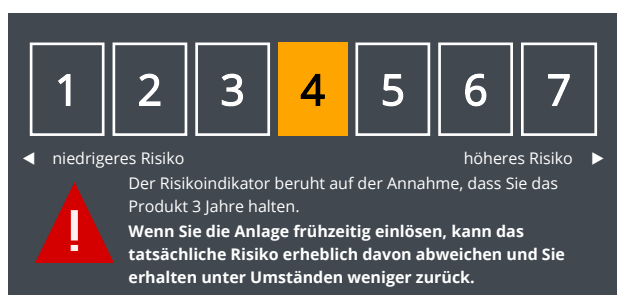 1 2 3 4 5 6 7
◄ niedrigeres Risiko höheres Risiko ►
Der Risikoindikator beruht auf der Annahme, dass Sie das
Produkt 3 Jahre halten.
Wenn Sie die Anlage frühzeitig einlösen, kann das
tatsächliche Risiko erheblich davon abweichen und Sie
erhalten unter Umständen weniger zurück.
!